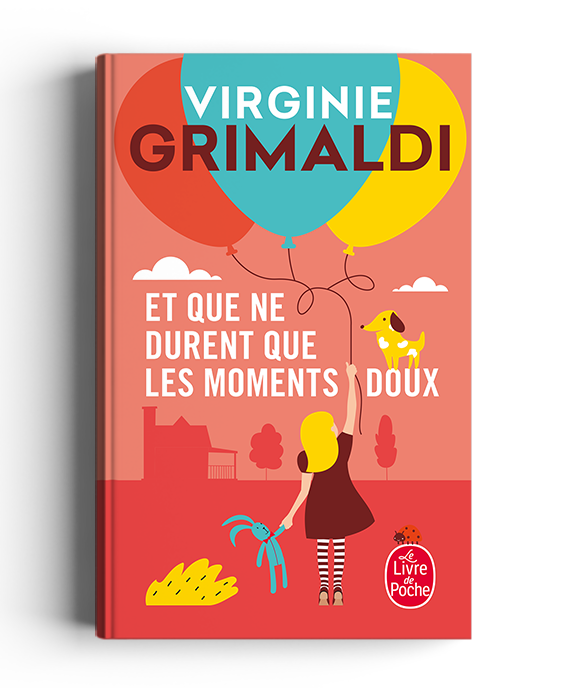 VIRGINIE
GRIMALDI
ET QUE NE
DURENT QUE
LES MOMENTS DOUX
Le
Livre
de
Poche